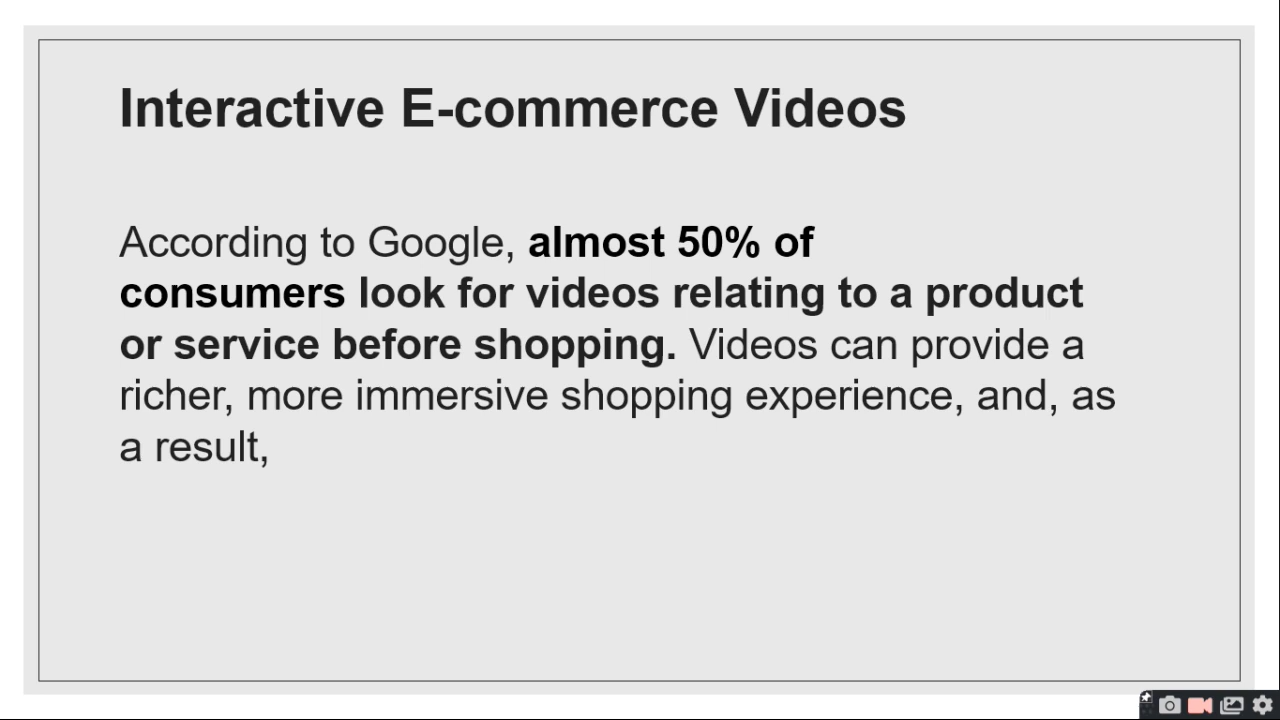 Interactive E-commerce Videos
According to Google, almost 50% of
consumers look for videos relating to a product
or service before shopping. Videos can provide a
richer, more immersive shopping experience, and, as
a result,